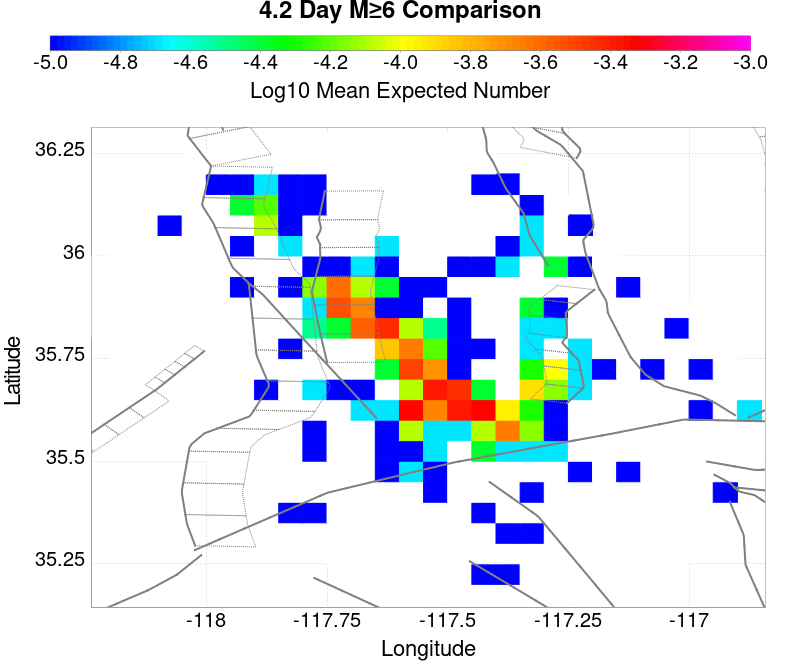 4.2 Day M≥6 Comparison
-5.0 -4.8 -4.6 -4.4 -4.2 -4.0 -3.8 -3.6 -3.4 -3.2 -3.0
Log10 Mean Expected Number
36.25
36
35.75
35.5
35.25
Latitude
-118 -117.75 -117.5 -117.25 -117
Longitude